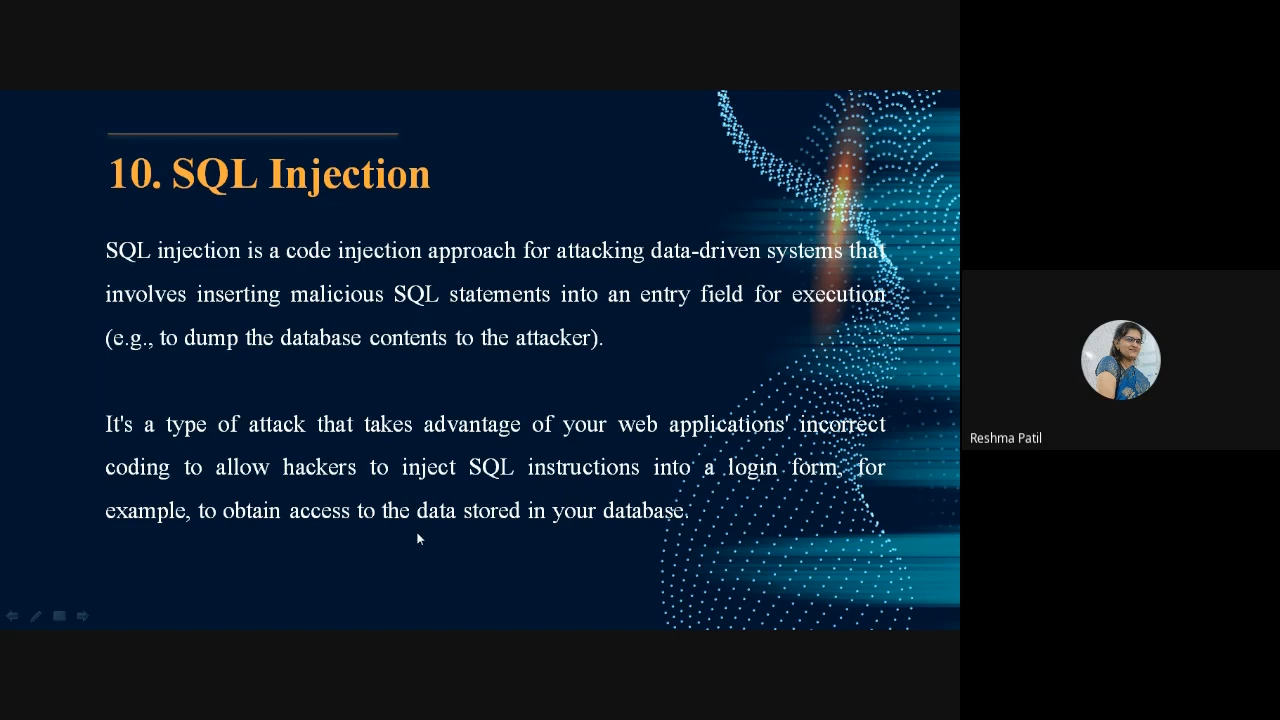 10. SQL Injection
SQL injection is a code injection approach for attacking data-driven systems that
involves inserting malicious SQL statements into an entry field for execution
(e.g., to dump the database contents to the attacker).
It's a type of attack that takes advantage of your web applications' incorrect
coding to allow hackers to inject SQL instructions into a login form, for
example, to obtain access to the data stored in your database.
Reshma Patil